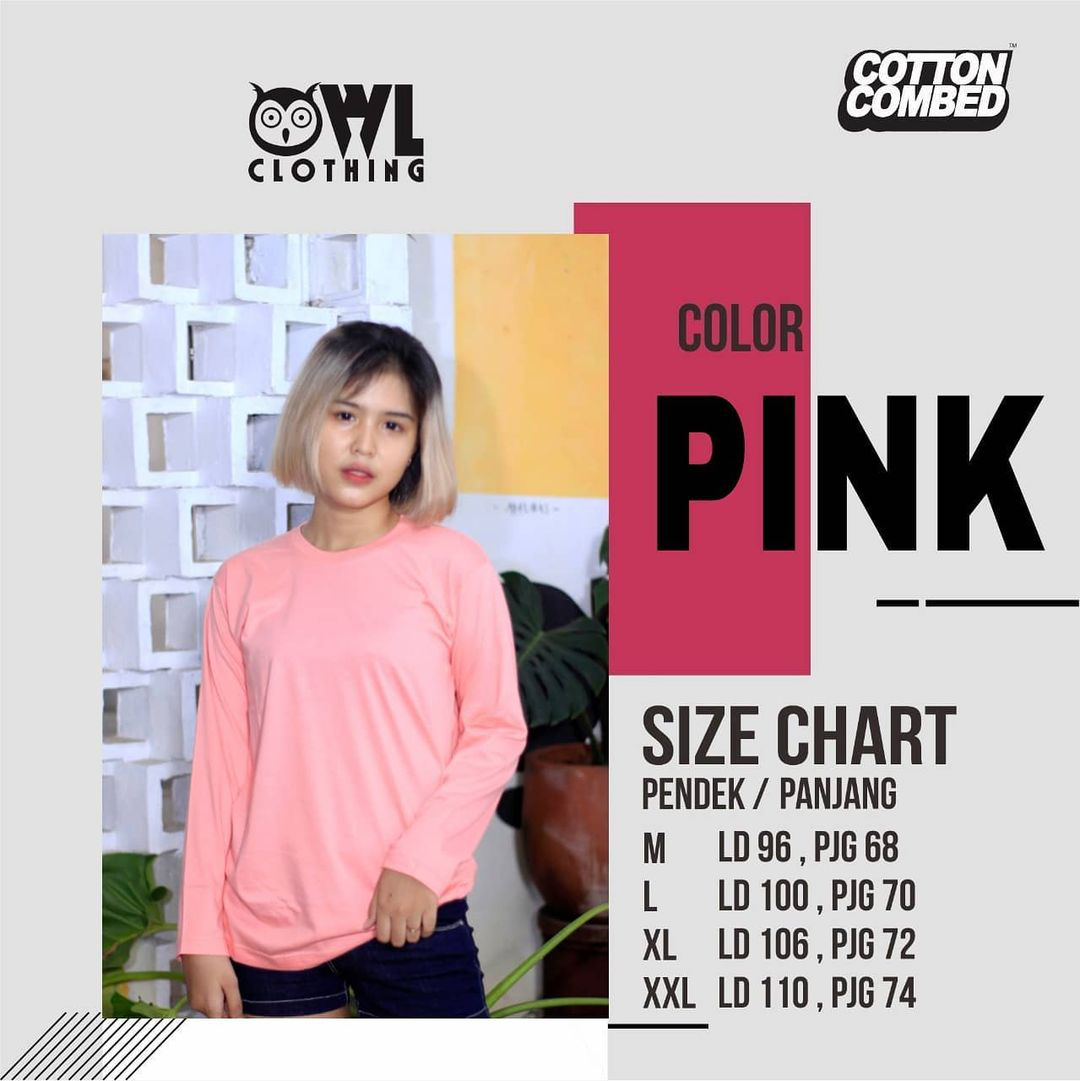 OWL
CLOTHING
COTTON
COMBED
TM
COLOR
PINK
SIZE CHART
PENDEK / PANJANG
M LD 96 , PJG 68
L LD 100 , PJG 70
XL LD 106 , PJG 72
XXL LD 110 , PJG 74